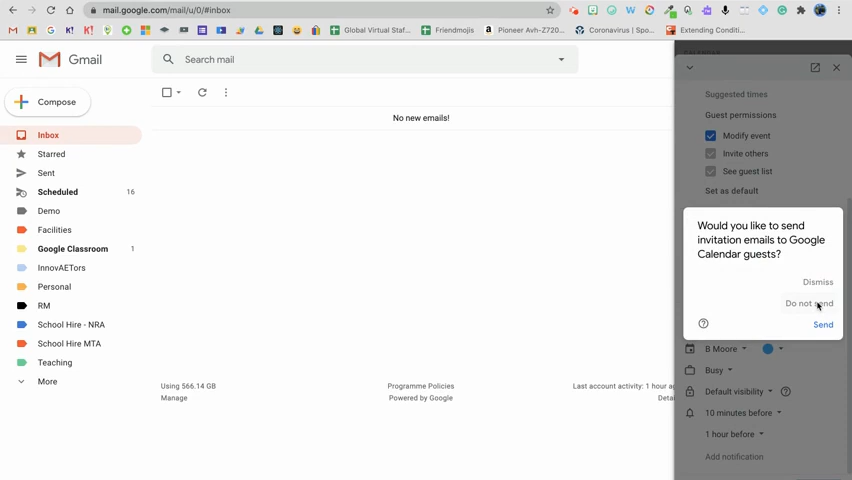 mail.google.com/mail/u/0/#inbox
Global Virtual Staf...
Friendmojis
Pioneer Avh-Z720...
Coronavirus | Spo...
Extending Conditi...
Gmail
Search mail
Compose
No new emails!
Inbox
Starred
Sent
Scheduled 16
Demo
Facilities
Google Classroom 1
InnovAETors
Personal
RM
School Hire - NRA
School Hire MTA
Teaching
More
Using 566.14 GB
Manage
Programme Policies
Powered by Google
Last account activity: 1 hour a
Deta
Suggested times
Guest permissions
Modify event
Invite others
See guest list
Set as default
Would you like to send
invitation emails to Google
Calendar guests?
Dismiss
Do not send
Send
B Moore
Busy
Default visibility
10 minutes before
1 hour before
Add notification